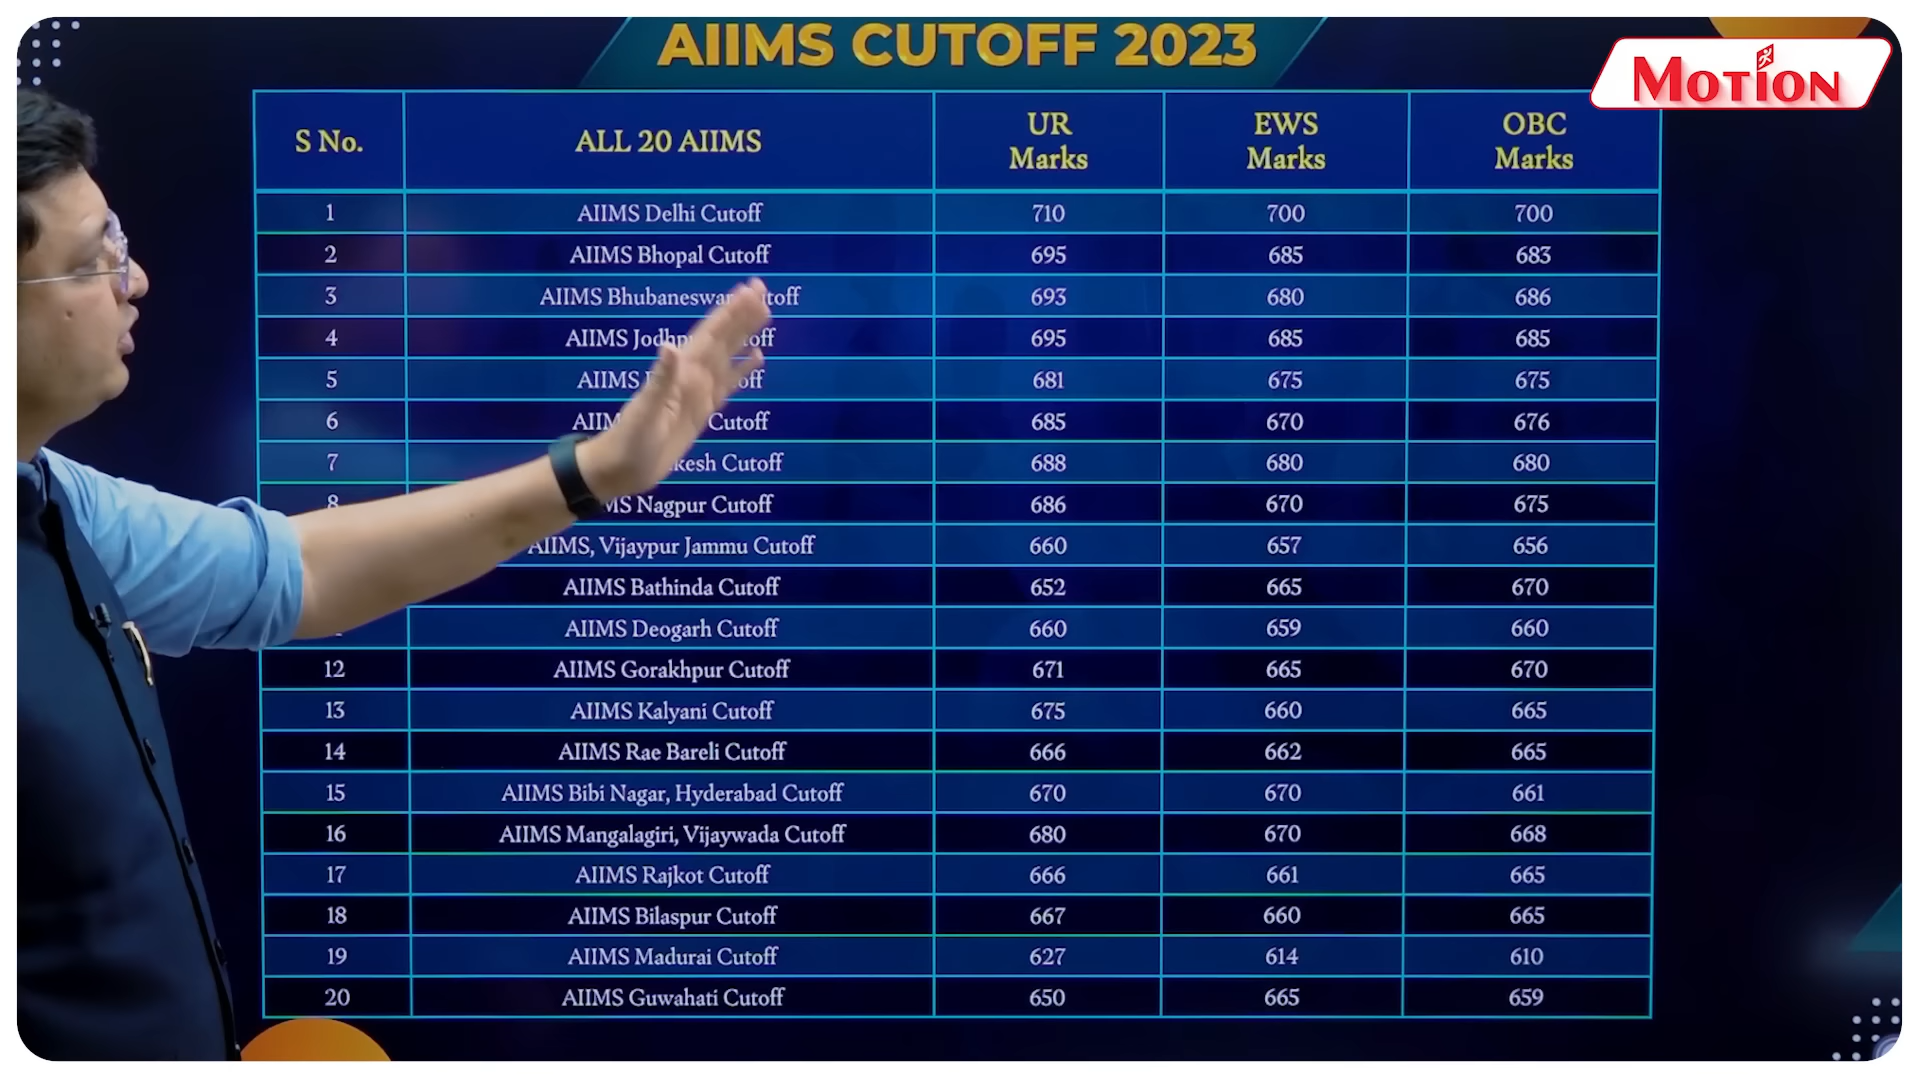 AIIMS CUTOFF 2023
MOTION
S No. ALL 20 AIIMS UR Marks EWS Marks OBC Marks
1 AIIMS Delhi Cutoff 710 700 700
2 AIIMS Bhopal Cutoff 695 685 683
3 AIIMS 693 680 686
4 AIIMS 695 685 685
5 AIIMS 681 675 675
6 Cutoff 685 670 676
7 Cutoff 688 680 680
8 Nagpur Cutoff 686 670 675
AIIMS, Vijaypur Jammu Cutoff 660 657 656
AIIMS Bathinda Cutoff 652 665 670
AIIMS Deogarh Cutoff 660 659 660
12 AIIMS Gorakhpur Cutoff 671 665 670
13 AIIMS Kalyani Cutoff 675 660 665
14 AIIMS Rae Bareli Cutoff 666 662 665
15 AIIMS Bibi Nagar, Hyderabad Cutoff 670 670 661
16 AIIMS Mangalagiri, Vijaywada Cutoff 680 670 668
17 AIIMS Rajkot Cutoff 666 661 665
18 AIIMS Bilaspur Cutoff 667 660 665
19 AIIMS Madurai Cutoff 627 614 610
20 AIIMS Guwahati Cutoff 650 665 659